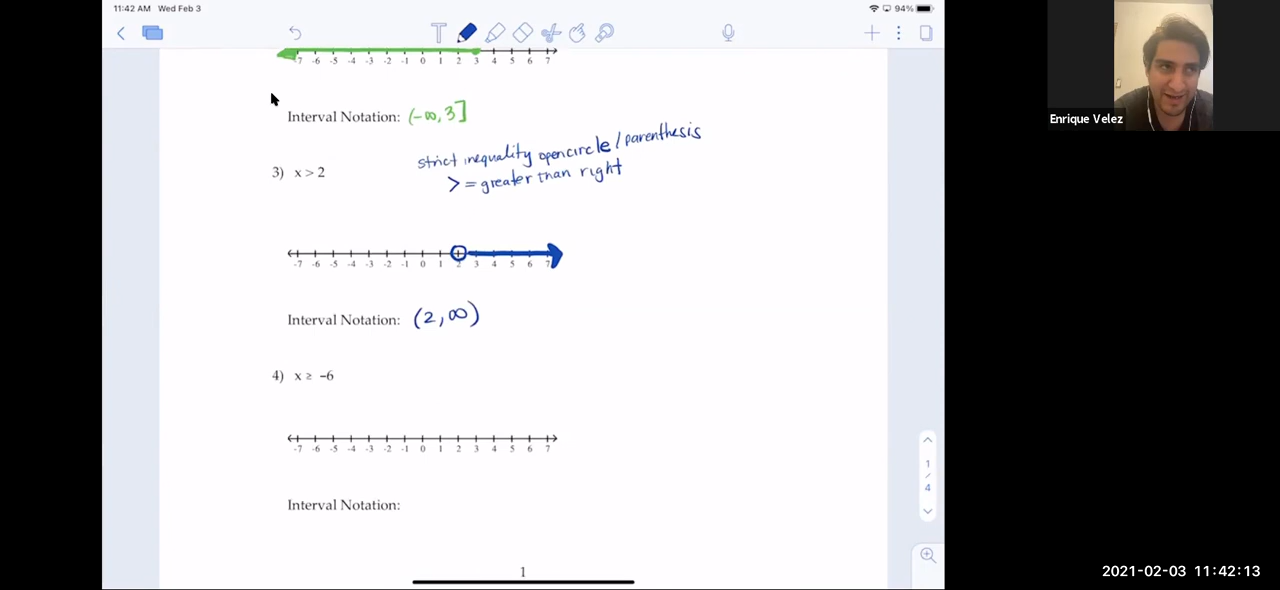 11:42 AM Wed Feb 3
94%
-7 -6 -5 -4 -3 -2 -1 0 1 2 3 4 5 6 7
Interval Notation: (-∞, 3]
strict inequality open circle / parenthesis
3) x > 2
> = greater than right
-7 -6 -5 -4 -3 -2 -1 0 1 2 3 4 5 6 7
Interval Notation: (2, ∞)
4) x ≥ -6
-7 -6 -5 -4 -3 -2 -1 0 1 2 3 4 5 6 7
Interval Notation:
1
1
/
4
Enrique Velez
2021-02-03 11:42:13